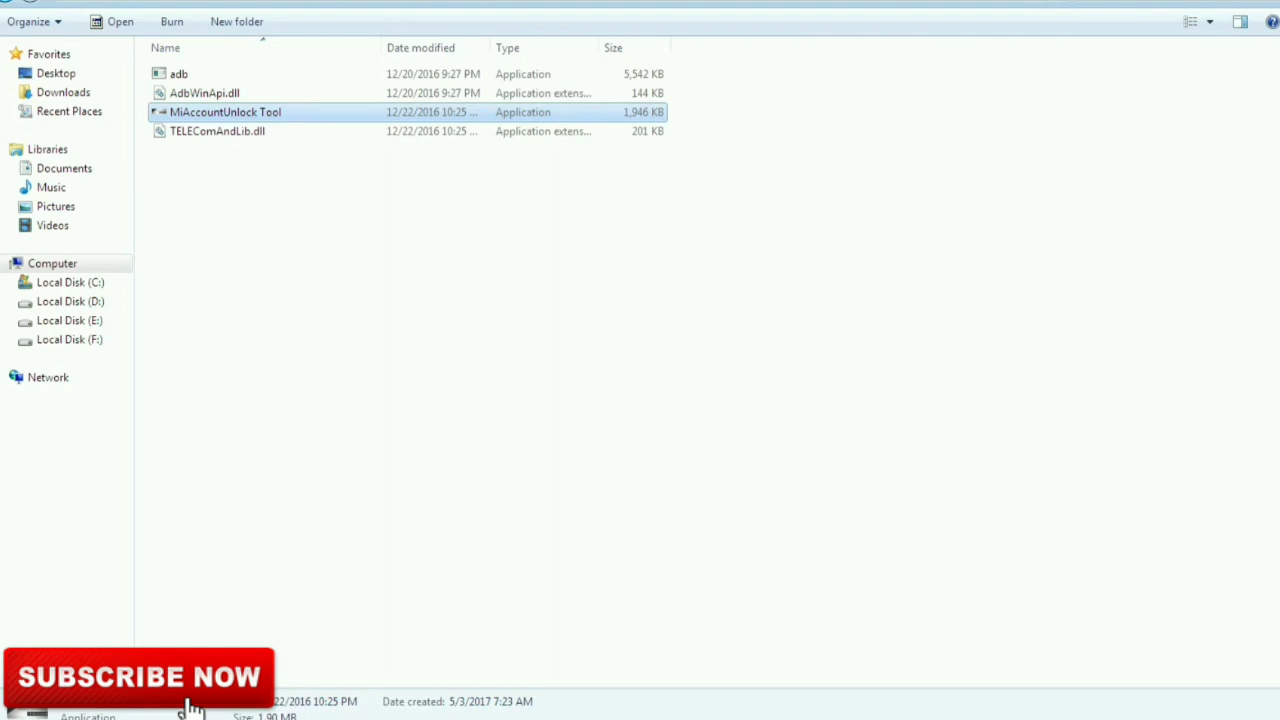 Organize Open Burn New folder
Name Date modified Type Size
Favorites
Desktop
Downloads
Recent Places
Libraries
Documents
Music
Pictures
Videos
Computer
Local Disk (C:)
Local Disk (D:)
Local Disk (E:)
Local Disk (F:)
Network
adb 12/20/2016 9:27 PM Application 5,542 KB
AdbWinApi.dll 12/20/2016 9:27 PM Application extens... 144 KB
MiAccountUnlock Tool 12/22/2016 10:25 ... Application 1,946 KB
TELEComAndLib.dll 12/22/2016 10:25 ... Application extens... 201 KB
SUBSCRIBE NOW
22/2016 10:25 PM Date created: 5/3/2017 7:23 AM
Application Size: 1.90 MB